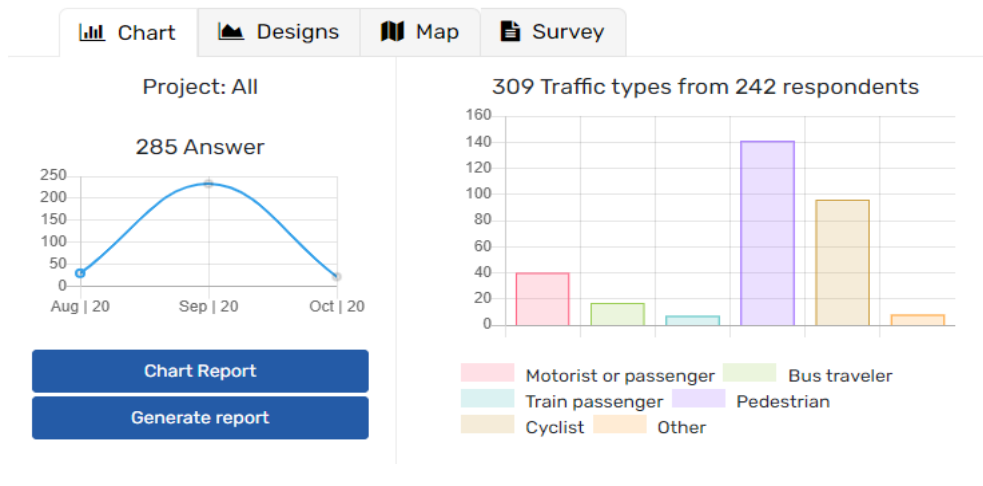 Chart Designs Map Survey
Project: All
285 Answer
250
200
150
100
50
0
Aug | 20 Sep | 20 Oct | 20
Chart Report
Generate report
309 Traffic types from 242 respondents
160
140
120
100
80
60
40
20
0
Motorist or passenger Bus traveler
Train passenger Pedestrian
Cyclist Other